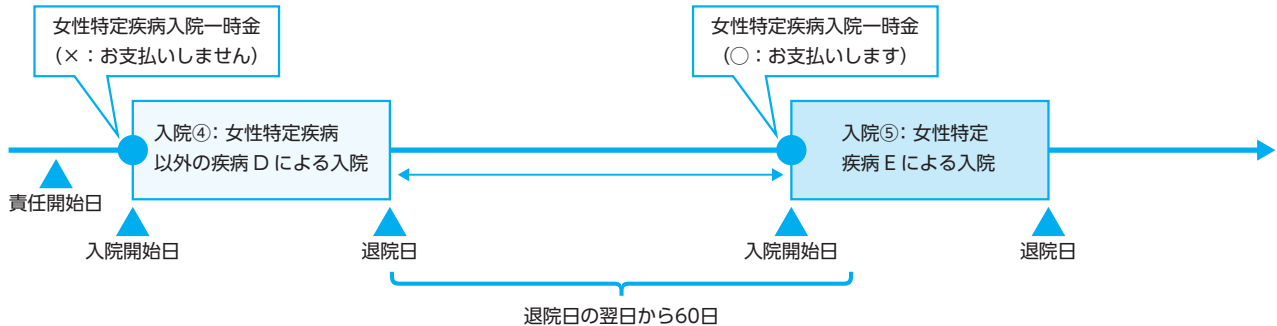 女性特定疾病入院一時金
（×：お支払いしません）
女性特定疾病入院一時金
（○：お支払いします）
入院④：女性特定疾病
以外の疾病Dによる入院
入院⑤：女性特定
疾病Eによる入院
責任開始日
入院開始日
退院日
入院開始日
退院日
退院日の翌日から60日